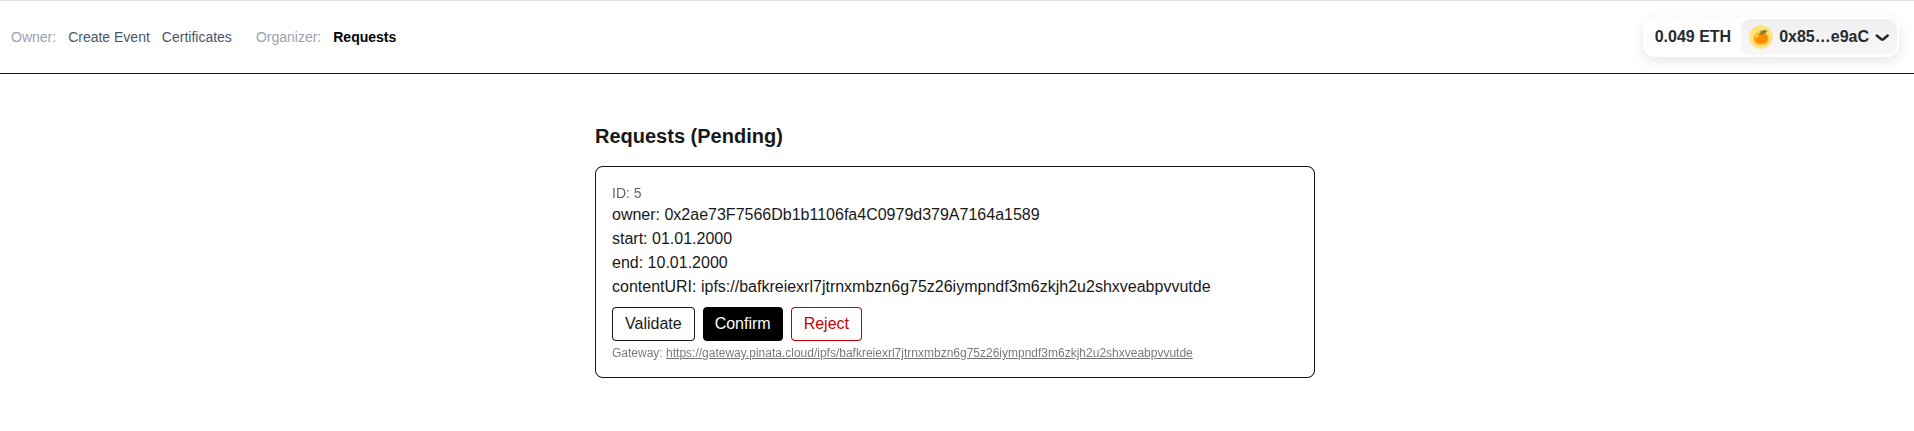 Owner: Create Event Certificates Organizer: Requests 0.049 ETH 0x85...e9aC
Requests (Pending)
ID: 5
owner: 0x2ae73F7566Db1b1106fa4C0979d379A7164a1589
start: 01.01.2000
end: 10.01.2000
contentURI: ipfs://bafkreiexrl7jtrnxmbzn6g75z26iympndf3m6zkjh2u2shxveabpvvutde
Validate Confirm Reject
Gateway: https://gateway.pinata.cloud/ipfs/bafkreiexrl7jtrnxmbzn6g75z26iympndf3m6zkjh2u2shxveabpvvutde